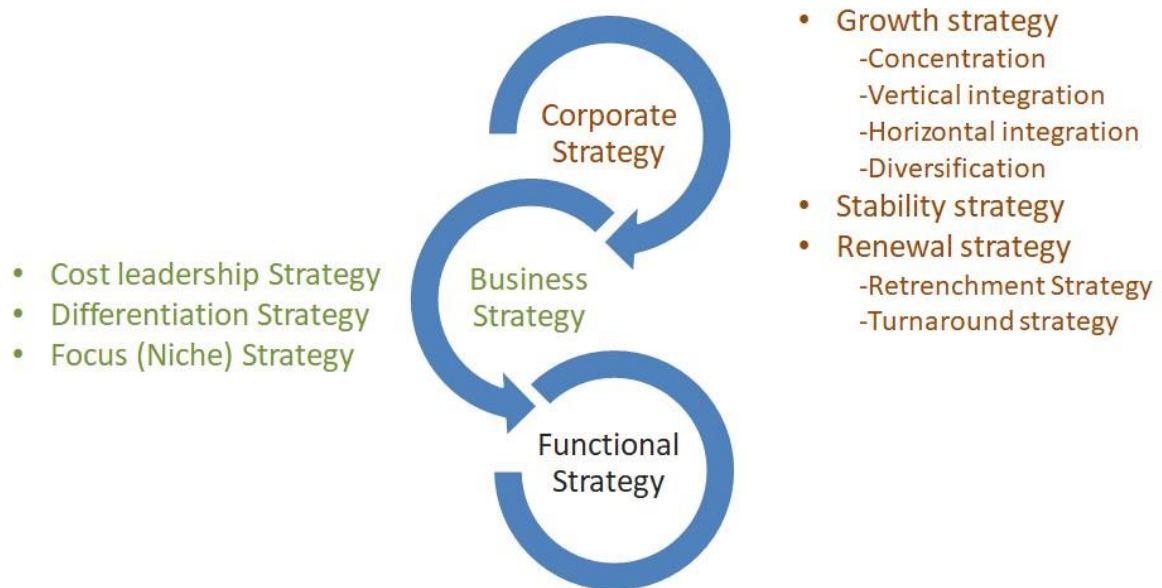 • Growth strategy
-Concentration
-Vertical integration
-Horizontal integration
-Diversification
• Stability strategy
• Renewal strategy
-Retrenchment Strategy
-Turnaround strategy
Corporate
Strategy
Business
Strategy
• Cost leadership Strategy
• Differentiation Strategy
• Focus (Niche) Strategy
Functional
Strategy